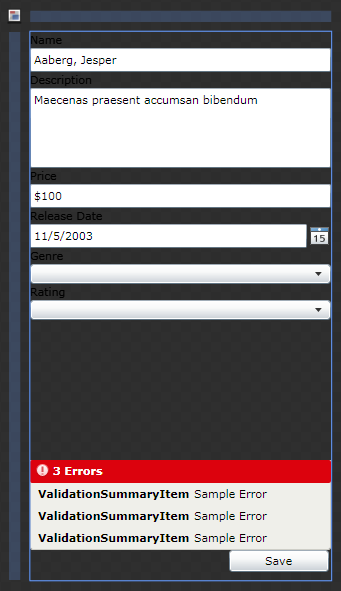 Name
Aaberg, Jesper
Description
Maecenas praesent accumsan bibendum
Price
$100
Release Date
11/5/2003
15
Genre
Rating
3 Errors
ValidationSummaryItem Sample Error
ValidationSummaryItem Sample Error
ValidationSummaryItem Sample Error
Save